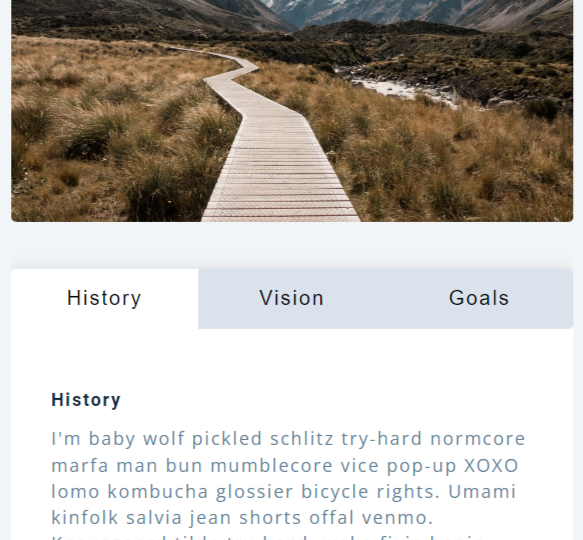 History
Vision
Goals
History
I'm baby wolf pickled schlitz try-hard normcore
marfa man bun mumblecore vice pop-up XOXO
lomo kombucha glossier bicycle rights. Umami
kinfolk salvia jean shorts offal venmo.